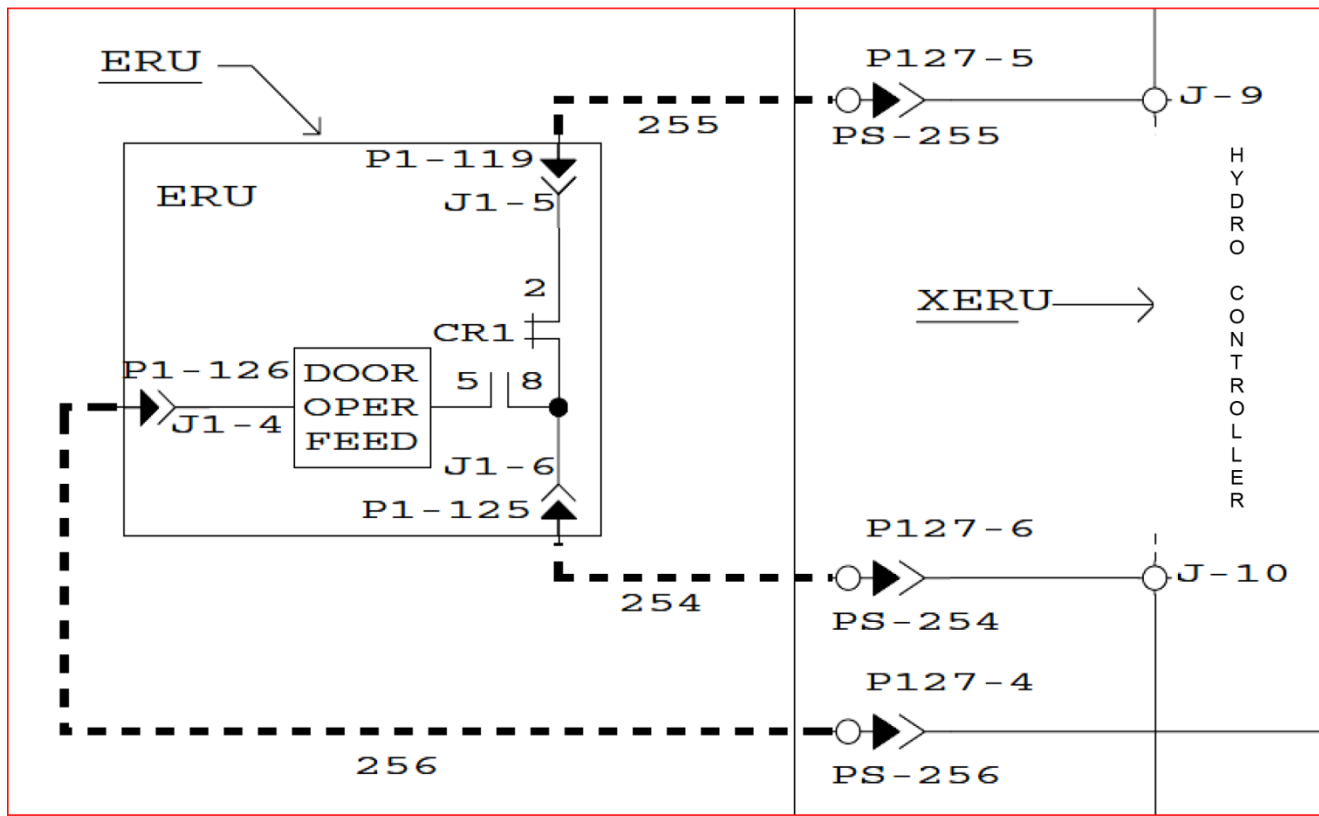 ERU
P127-5
J-9
255
PS-255
P1-119
ERU
J1-5
HYDRO CONTROLLER
2
XERU
CR1
P1-126
DOOR
OPER
FEED
5
8
J1-4
J1-6
P1-125
P127-6
J-10
254
PS-254
P127-4
256
PS-256